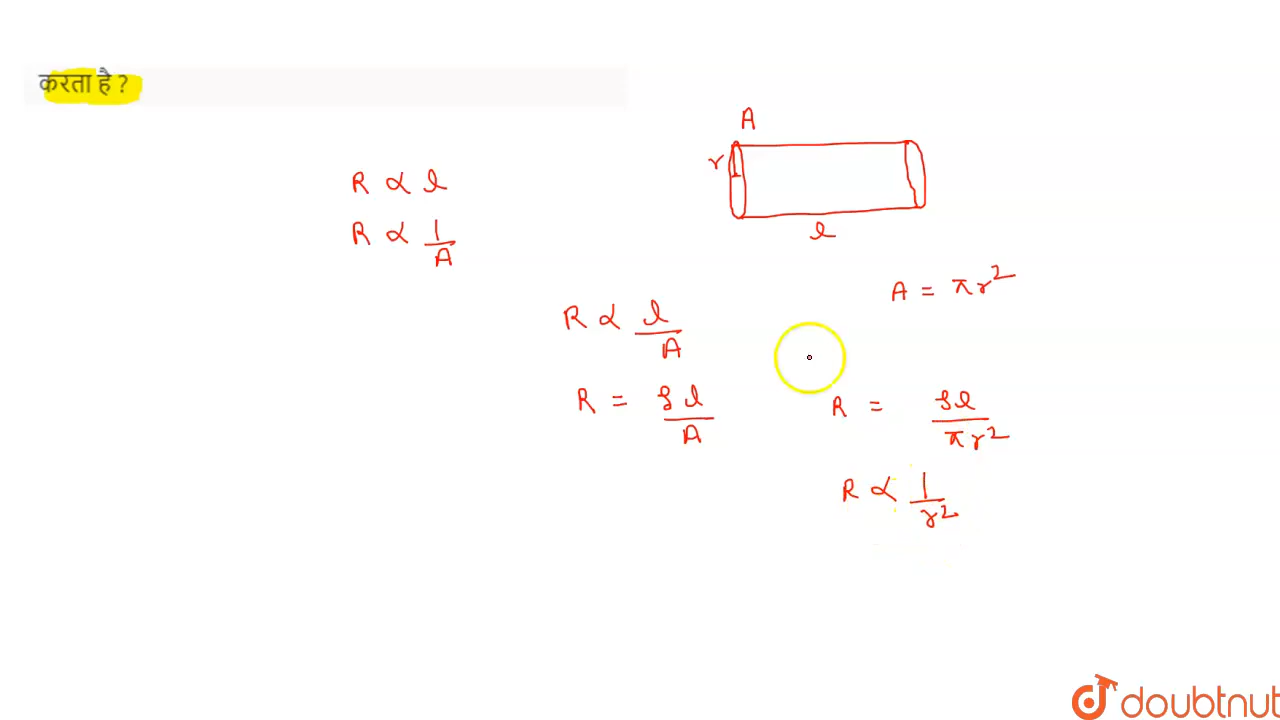 करता है ?
A
r
l
R ∝ l
R ∝ 1/A
A = πr²
R ∝ l/A
R = ρl/A
R = ρl/πr²
R ∝ 1/r²
doubtnut